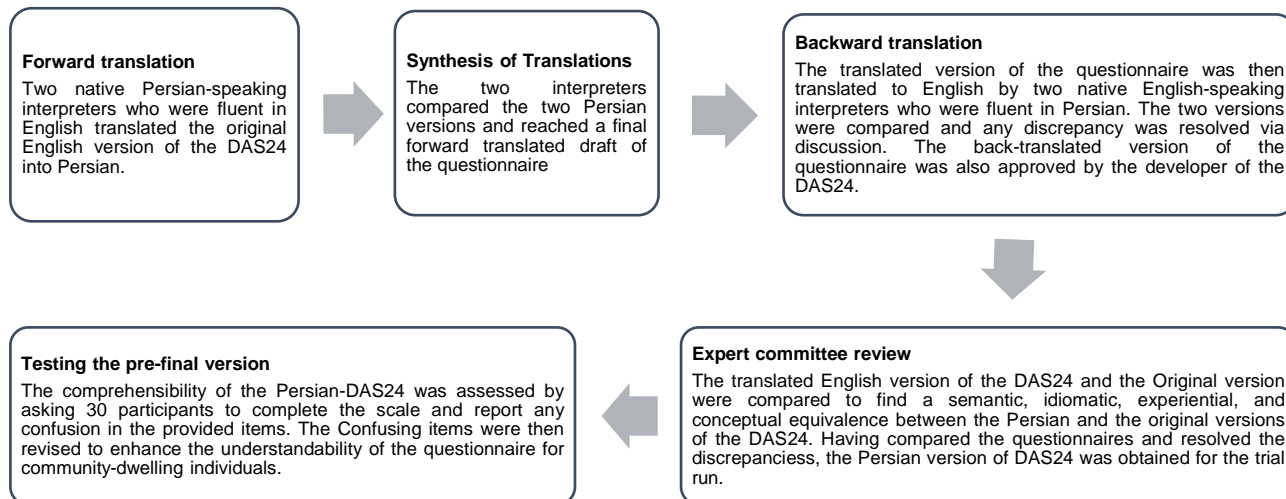 Forward translation
Two native Persian-speaking
interpreters who were fluent in
English translated the original
English version of the DAS24
into Persian.
Synthesis of Translations
The two interpreters
compared the two Persian
versions and reached a final
forward translated draft of
the questionnaire
Backward translation
The translated version of the questionnaire was then
translated to English by two native English-speaking
interpreters who were fluent in Persian. The two versions
were compared and any discrepancy was resolved via
discussion. The back-translated version of the
questionnaire was also approved by the developer of the
DAS24.
Expert committee review
The translated English version of the DAS24 and the Original version
were compared to find a semantic, idiomatic, experiential, and
conceptual equivalence between the Persian and the original versions
of the DAS24. Having compared the questionnaires and resolved the
discrepanciess, the Persian version of DAS24 was obtained for the trial
run.
Testing the pre-final version
The comprehensibility of the Persian-DAS24 was assessed by
asking 30 participants to complete the scale and report any
confusion in the provided items. The Confusing items were then
revised to enhance the understandability of the questionnaire for
community-dwelling individuals.